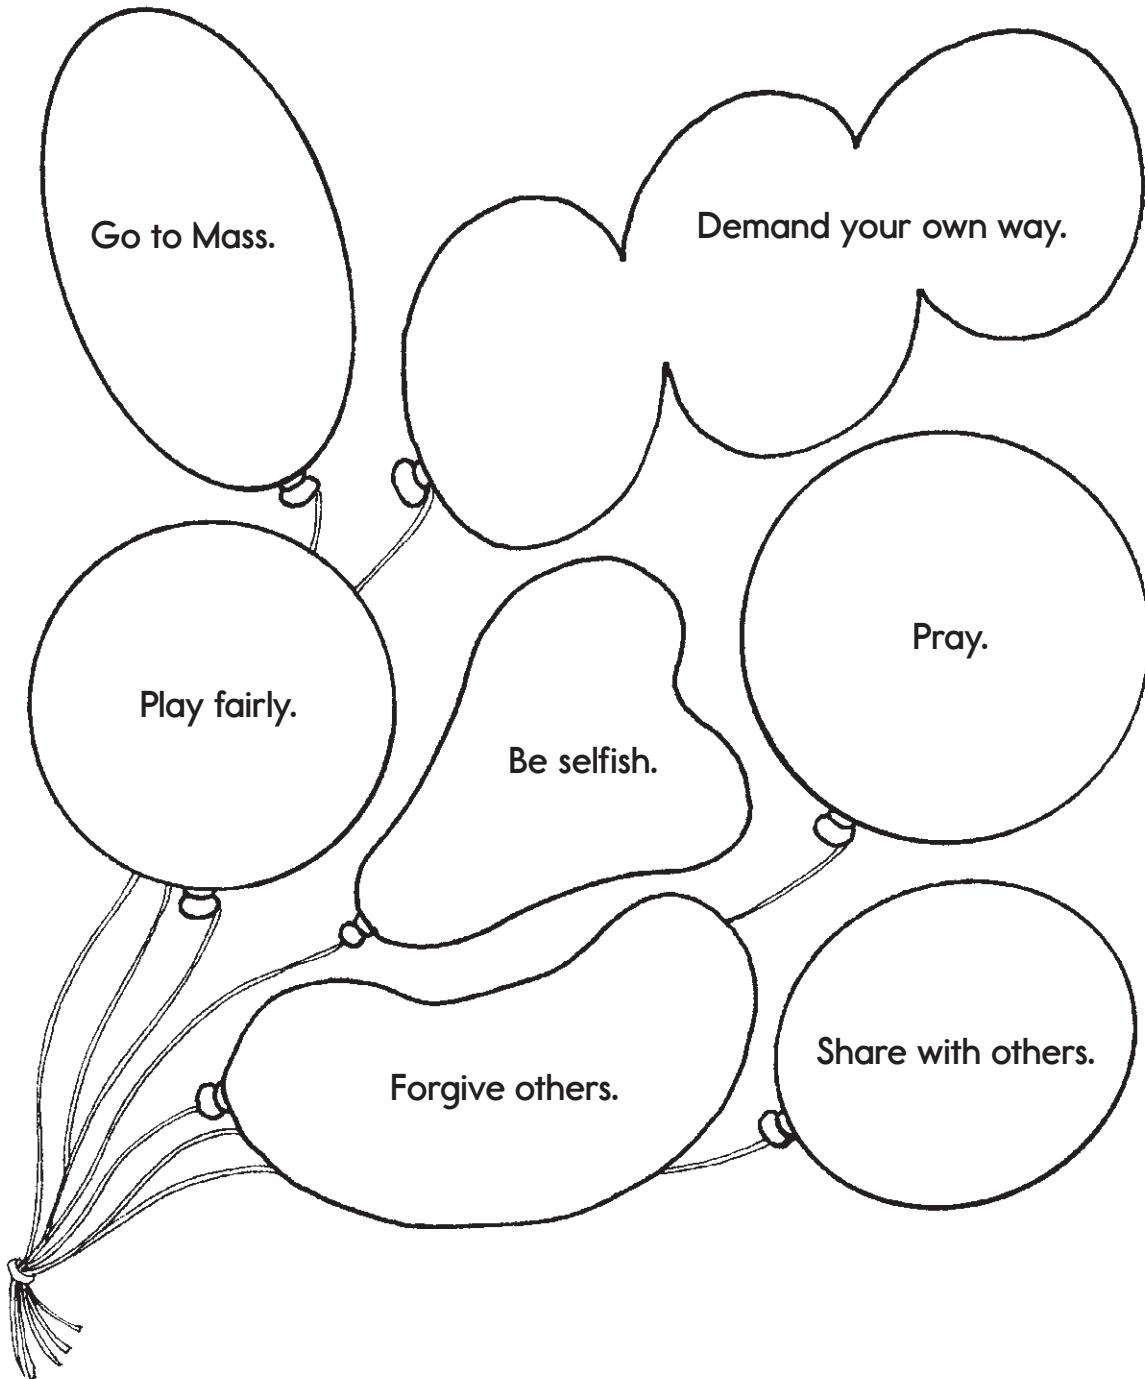 Go to Mass.
Demand your own way.
Pray.
Play fairly.
Be selfish.
Share with others.
Forgive others.